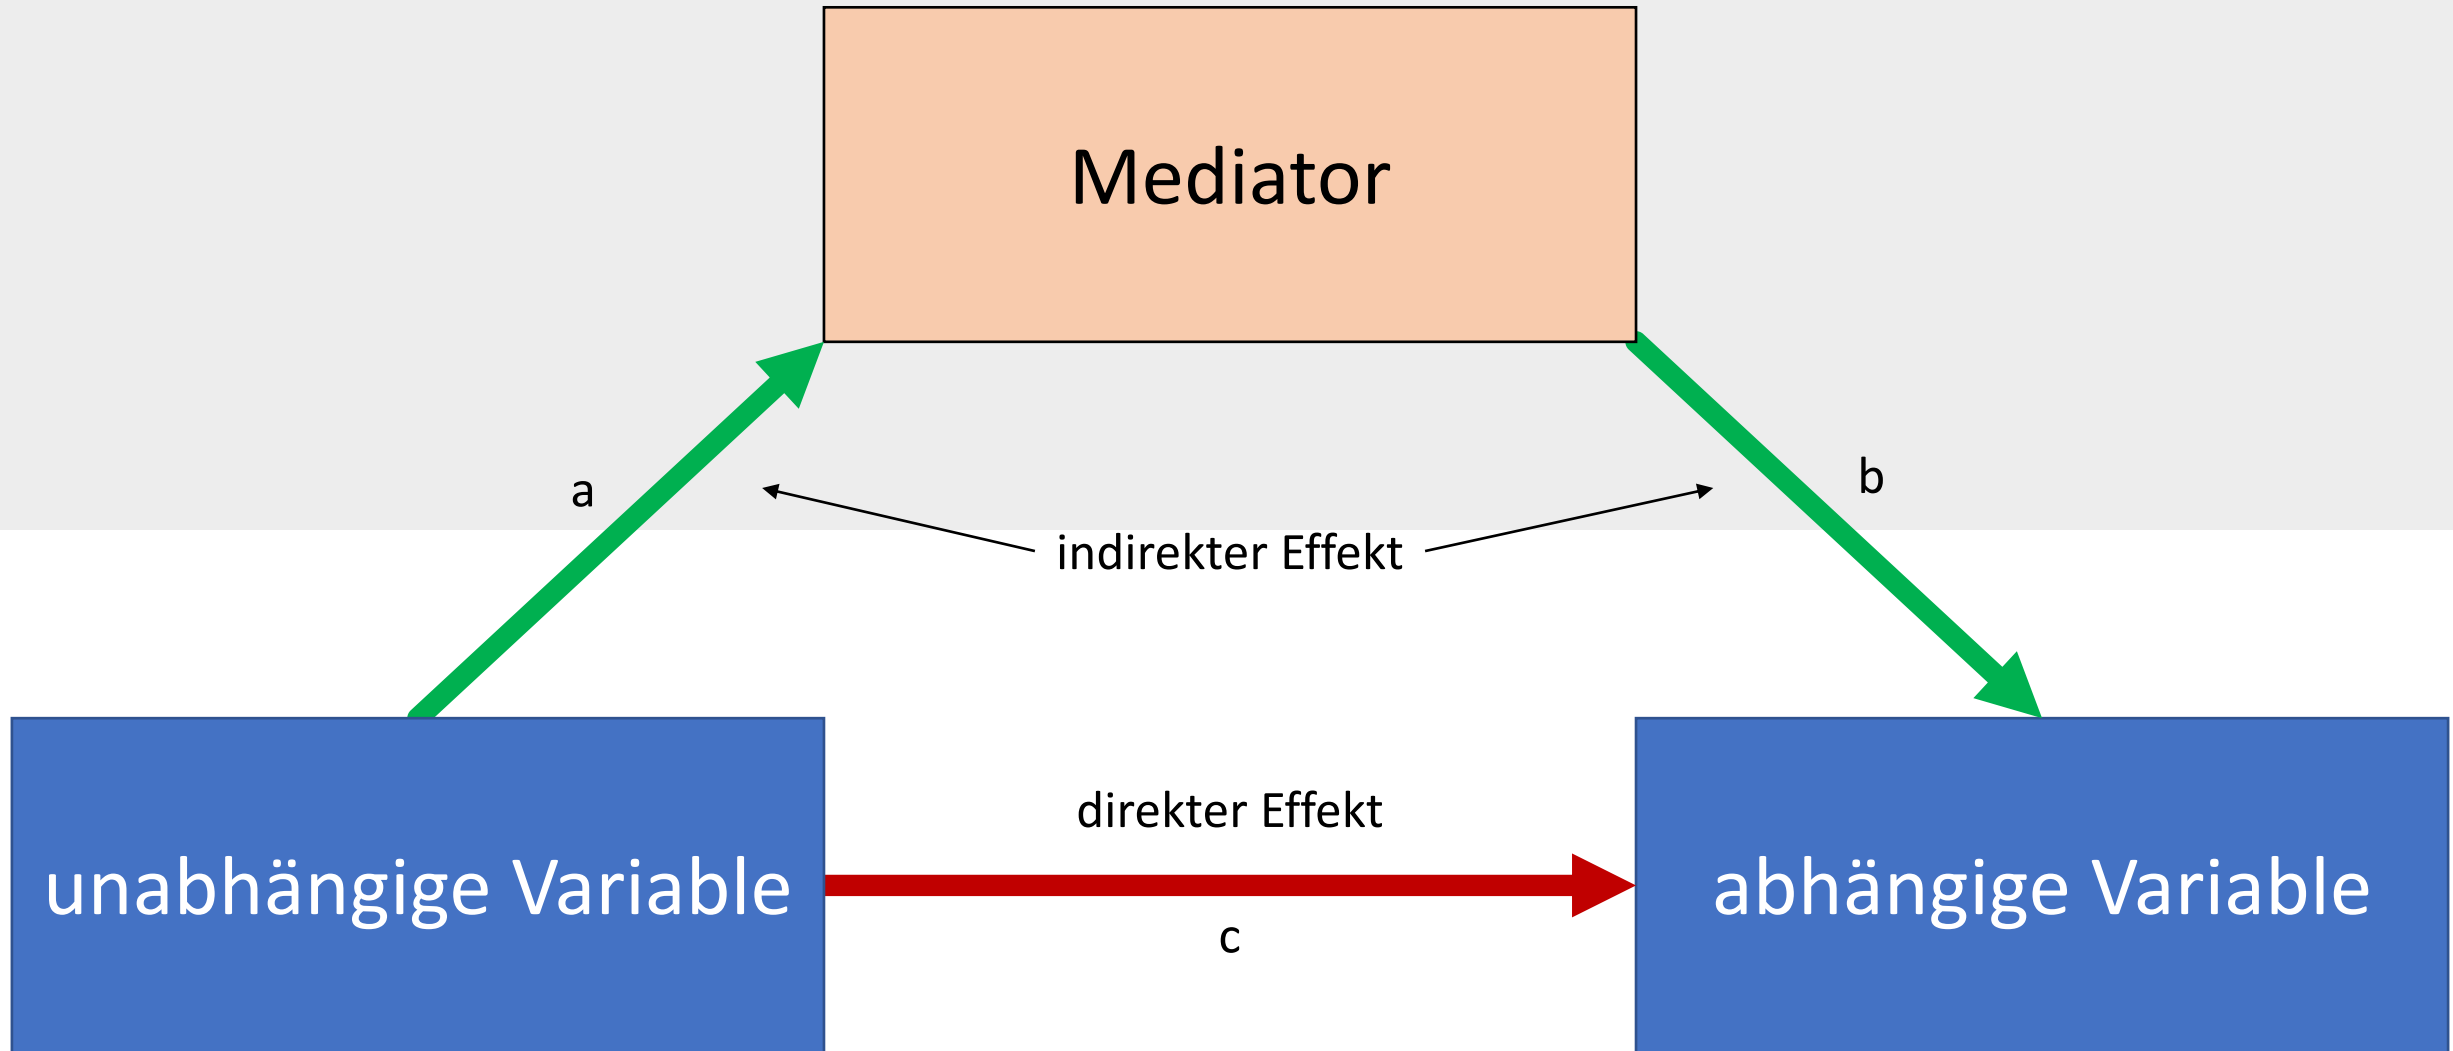 Mediator
a
b
indirekter Effekt
direkter Effekt
unabhängige Variable
abhängige Variable
c